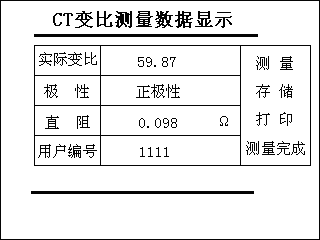 CT变比测量数据显示
实际变比 59.87 测 量
极 性 正极性 存 储
直 阻 0.098 Ω 打 印
用户编号 1111 测量完成